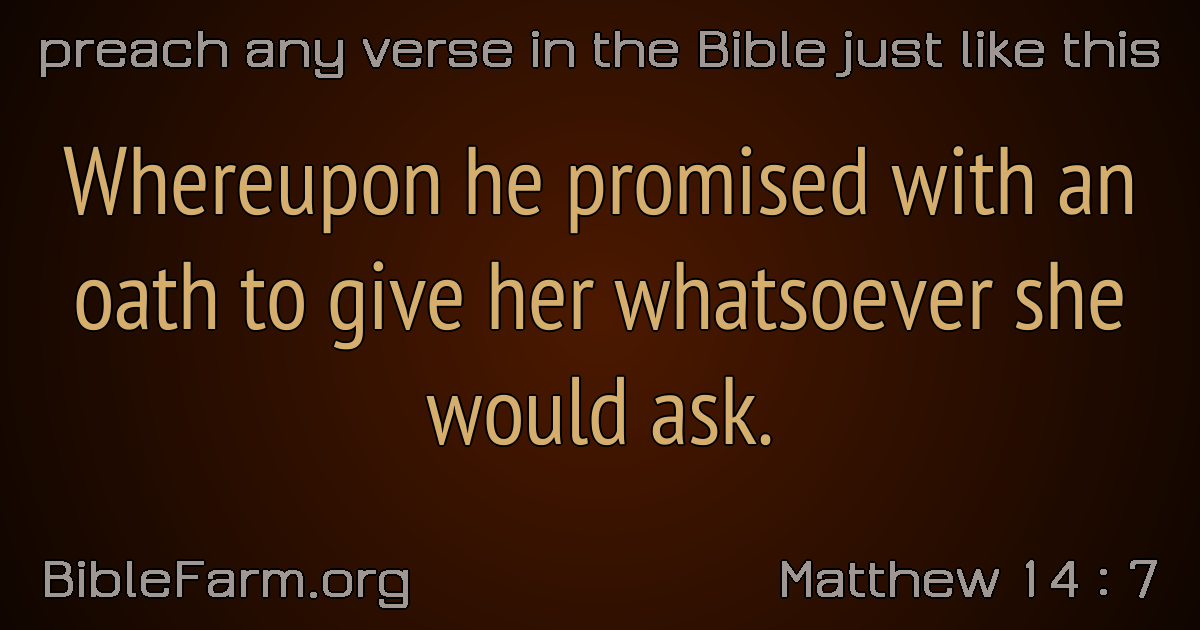 preach any verse in the Bible just like this
Whereupon he promised with an
oath to give her whatsoever she
would ask.
BibleFarm.org
Matthew 14 : 7